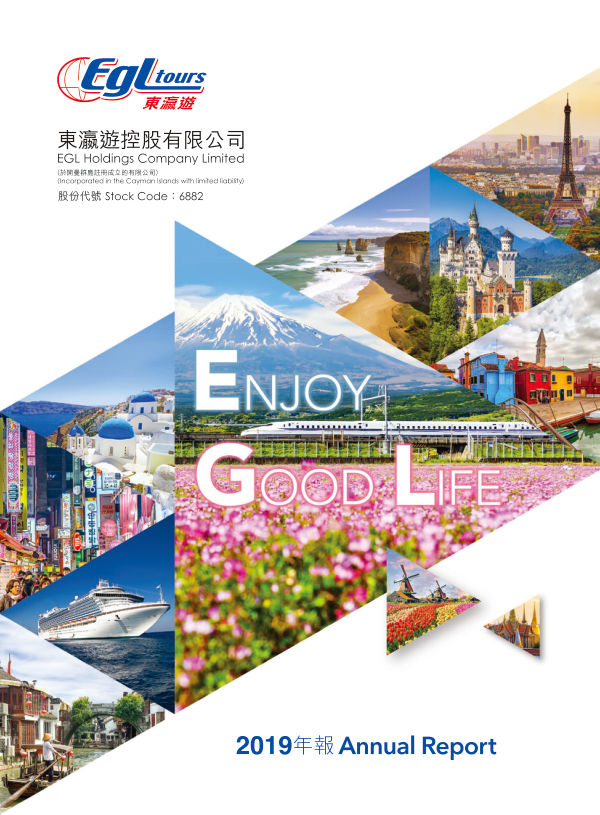 Egl tours
東瀛遊
東瀛遊控股有限公司
EGL Holdings Company Limited
(於開曼群島註冊成立的有限公司)
(Incorporated in the Cayman Islands with limited liability)
股份代號 Stock Code：6882
ENJOY
GOOD LIFE
2019年報 Annual Report